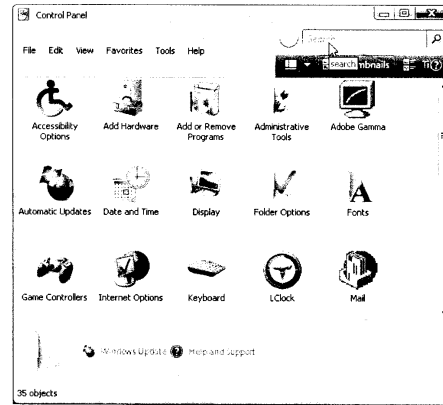 Control Panel
Search
File Edit View Favorites Tools Help
search
Accessibility Options Add Hardware Add or Remove Programs Administrative Tools Adobe Gamma
Automatic Updates Date and Time Display Folder Options Fonts
Game Controllers Internet Options Keyboard LClock Mail
Windows Update Help and Support
35 objects